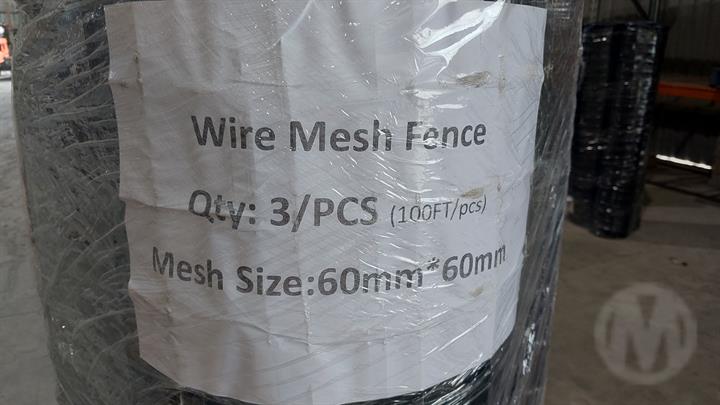 Wire Mesh Fence
Qty: 3/PCS (100FT/pcs)
Mesh Size:60mm*60mm
M